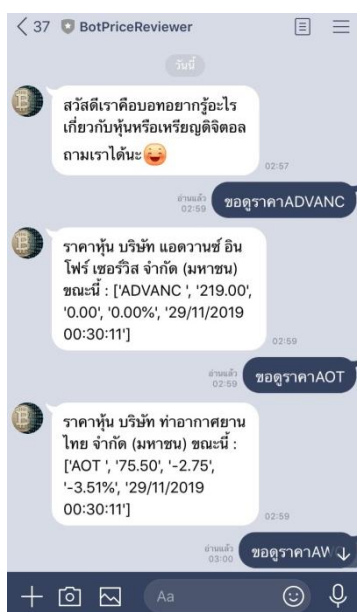 37 BotPriceReviewer
วันนี้
สวัสดีเราคือบอทอยากรู้อะไร
เกี่ยวกับหุ้นหรือเหรียญดิจิตอล
ถามเราได้นะ
02:57
อ่านแล้ว
02:59
ขอดูราคาADVANC
ราคาหุ้น บริษัท แอดวานซ์ อิน
โฟร์ เซอร์วิส จำกัด (มหาชน)
ขณะนี้ : ['ADVANC ', '219.00',
'0.00', '0.00%', '29/11/2019
00:30:11']
02:59
อ่านแล้ว
02:59
ขอดูราคาAOT
ราคาหุ้น บริษัท ท่าอากาศยาน
ไทย จำกัด (มหาชน) ขณะนี้ :
['AOT ', '75.50', '-2.75',
'-3.51%', '29/11/2019
00:30:11']
02:59
อ่านแล้ว
03:00
ขอดูราคาAW
Aa